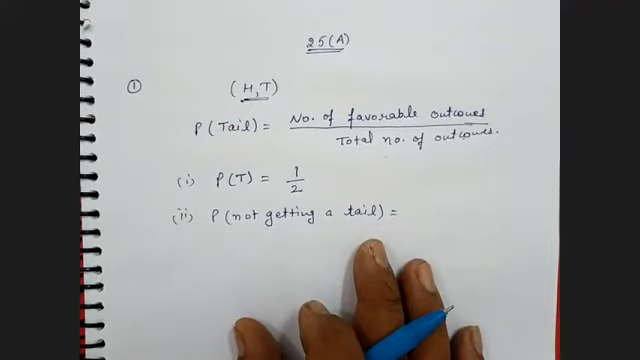 25(A)
① (H,T)
P(Tail) = No. of favorable outcomes / Total no. of outcomes.
(i) P(T) = 1/2
(ii) P(not getting a tail) =